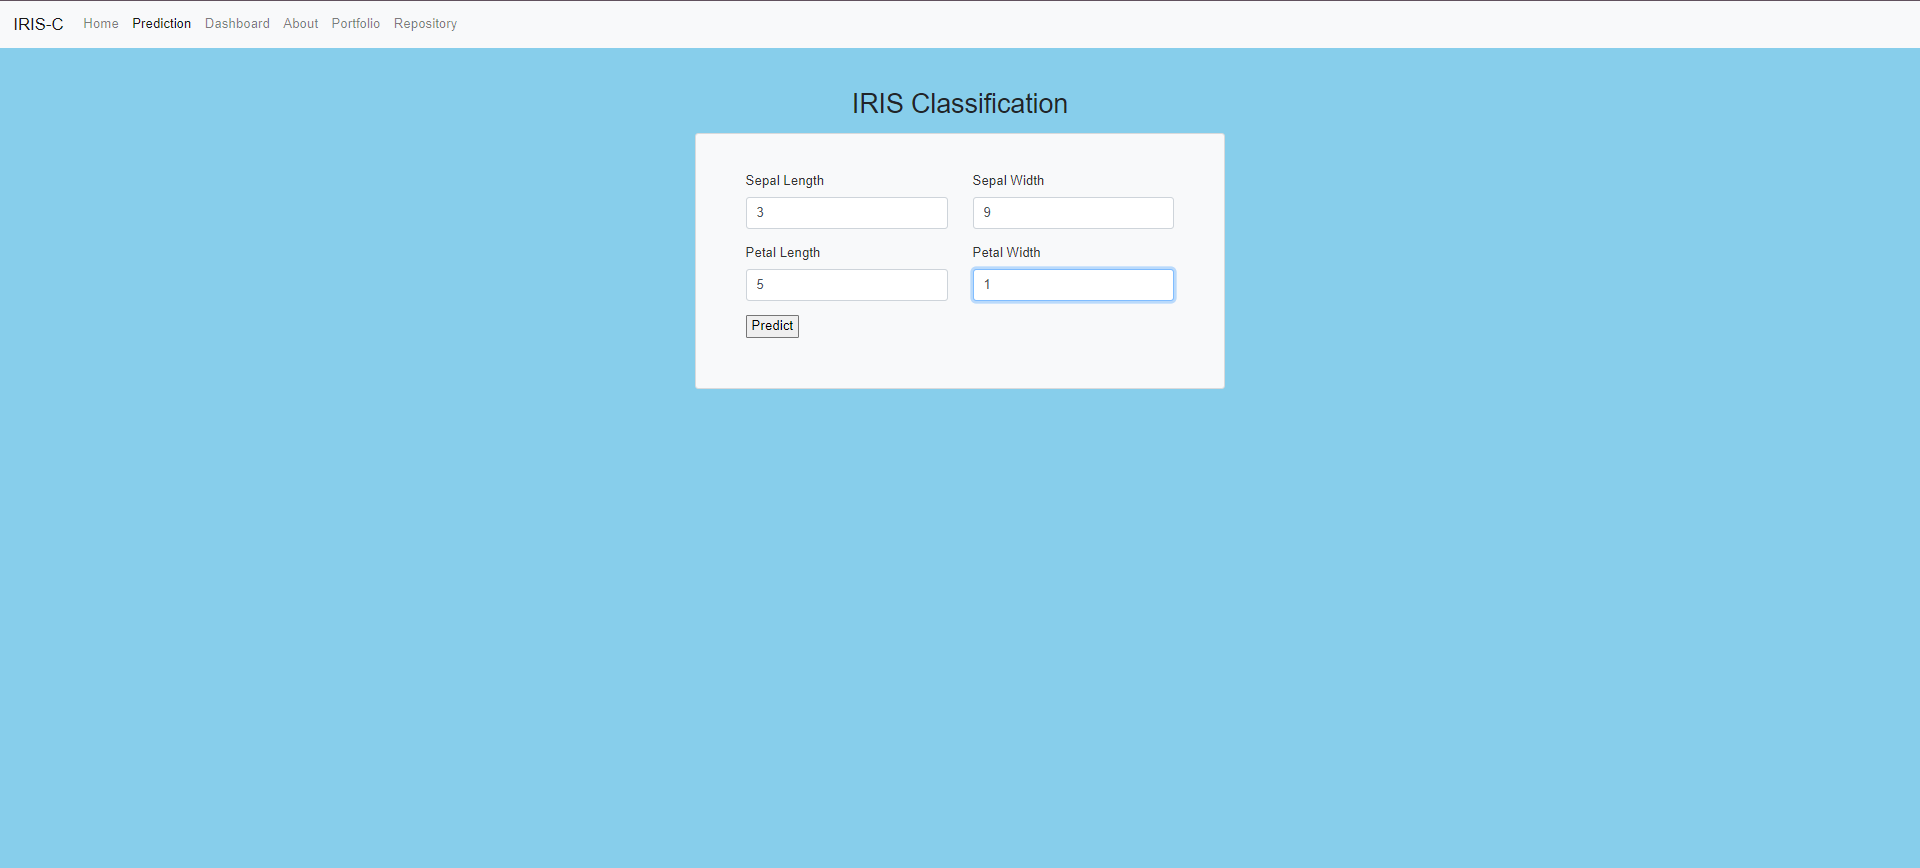 IRIS-C Home Prediction Dashboard About Portfolio Repository
IRIS Classification
Sepal Length Sepal Width
3 9
Petal Length Petal Width
5 1
Predict